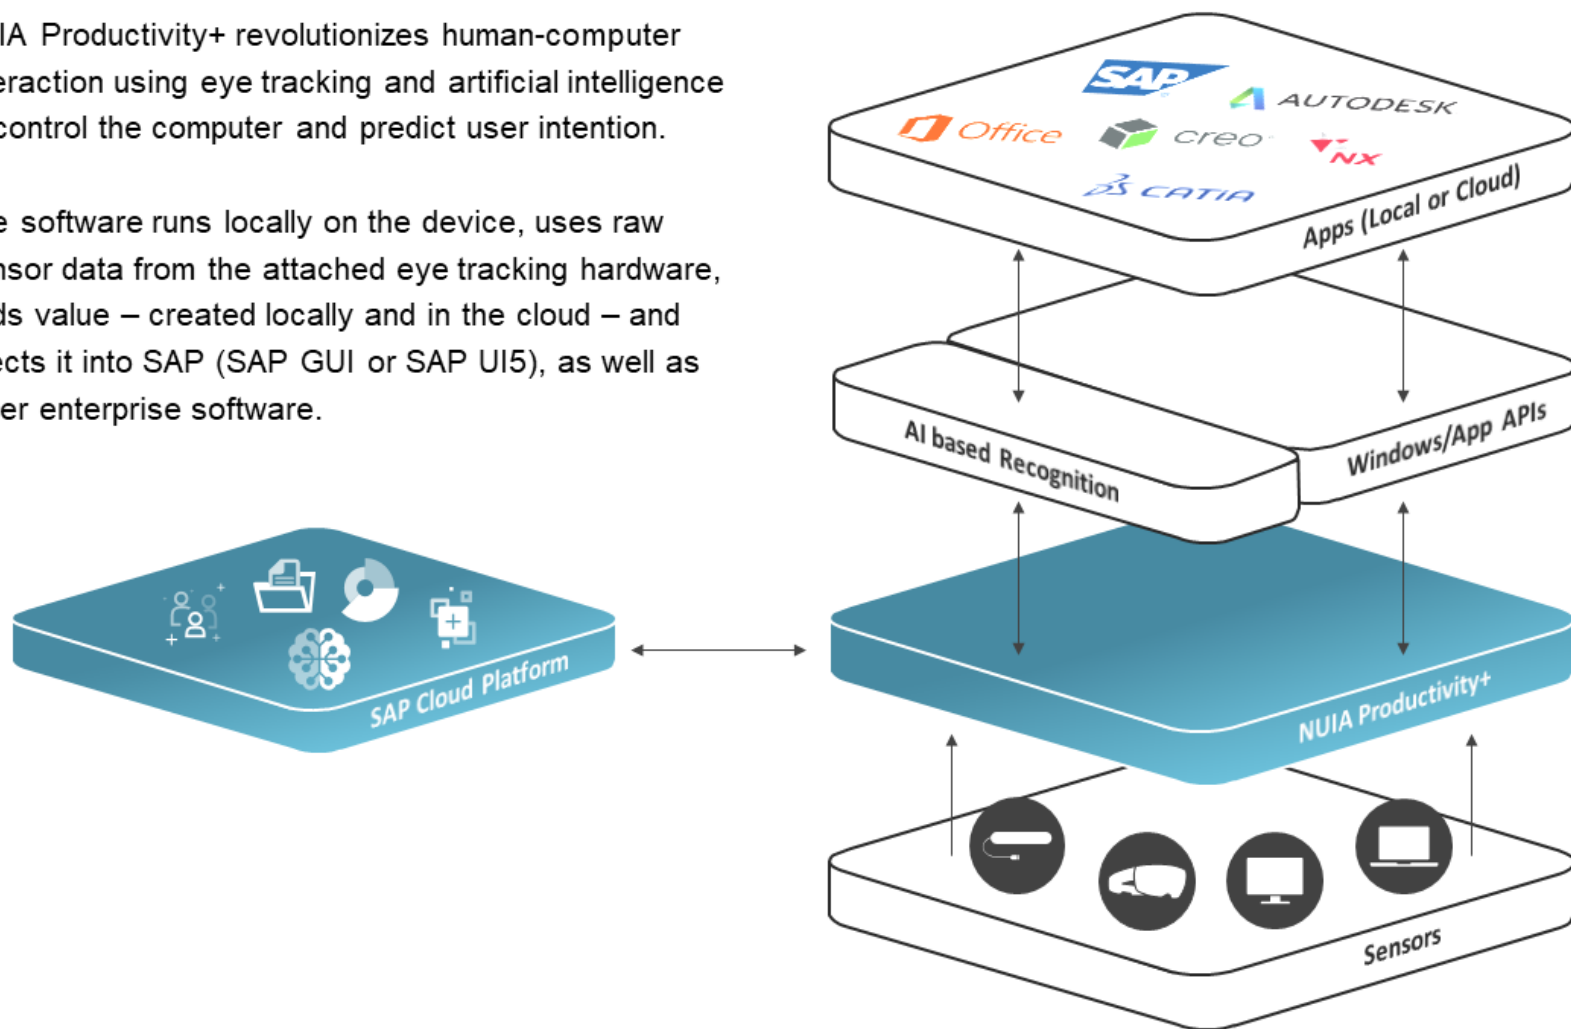 IA Productivity+ revolutionizes human-computer
eraction using eye tracking and artificial intelligence
control the computer and predict user intention.
e software runs locally on the device, uses raw
nsor data from the attached eye tracking hardware,
ds value – created locally and in the cloud – and
ects it into SAP (SAP GUI or SAP UI5), as well as
er enterprise software.
SAP
AUTODESK
Office
creo
NX
DS CATIA
Apps (Local or Cloud)
AI based Recognition
Windows/App APIs
SAP Cloud Platform
NUIA Productivity+
Sensors